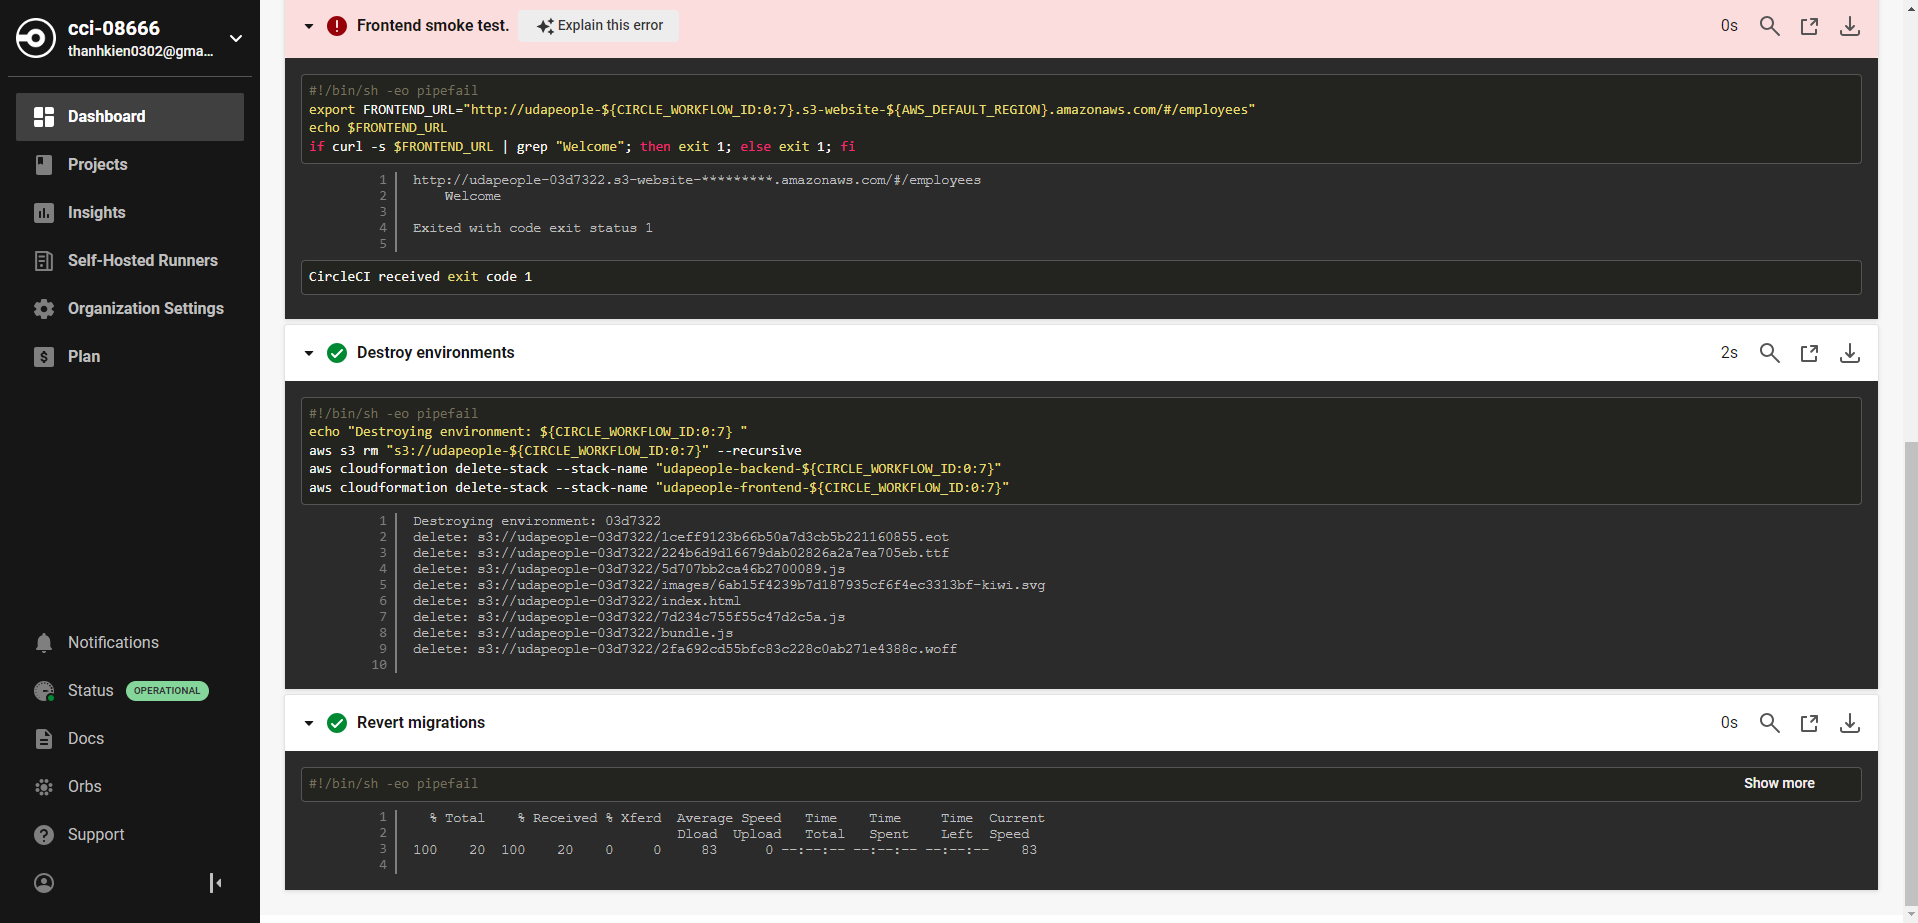 cci-08666
thanhkien0302@gma...
Dashboard
Projects
Insights
Self-Hosted Runners
Organization Settings
Plan
Notifications
Status OPERATIONAL
Docs
Orbs
Support
Frontend smoke test. Explain this error 0s
#!/bin/sh -eo pipefail
export FRONTEND_URL="http://udapeople-${CIRCLE_WORKFLOW_ID:0:7}.s3-website-${AWS_DEFAULT_REGION}.amazonaws.com/#/employees"
echo $FRONTEND_URL
if curl -s $FRONTEND_URL | grep "Welcome"; then exit 1; else exit 1; fi
1 http://udapeople-03d7322.s3-website-*********.amazonaws.com/#/employees
2 Welcome
3
4 Exited with code exit status 1
5
CircleCI received exit code 1
Destroy environments 2s
#!/bin/sh -eo pipefail
echo "Destroying environment: ${CIRCLE_WORKFLOW_ID:0:7} "
aws s3 rm "s3://udapeople-${CIRCLE_WORKFLOW_ID:0:7}" --recursive
aws cloudformation delete-stack --stack-name "udapeople-backend-${CIRCLE_WORKFLOW_ID:0:7}"
aws cloudformation delete-stack --stack-name "udapeople-frontend-${CIRCLE_WORKFLOW_ID:0:7}"
1 Destroying environment: 03d7322
2 delete: s3://udapeople-03d7322/1ceff9123b66b50a7d3cb5b221160855.eot
3 delete: s3://udapeople-03d7322/224b6d9d16679dab02826a2a7ea705eb.ttf
4 delete: s3://udapeople-03d7322/5d707bb2ca46b2700089.js
5 delete: s3://udapeople-03d7322/images/6ab15f4239b7d187935cf6f4ec3313bf-kiwi.svg
6 delete: s3://udapeople-03d7322/index.html
7 delete: s3://udapeople-03d7322/7d234c755f55c47d2c5a.js
8 delete: s3://udapeople-03d7322/bundle.js
9 delete: s3://udapeople-03d7322/2fa692cd55bfc83c228c0ab271e4388c.woff
10
Revert migrations 0s
#!/bin/sh -eo pipefail Show more
1 % Total % Received % Xferd Average Speed Time Time Time Current
2 Dload Upload Total Spent Left Speed
3 100 20 100 20 0 0 83 0 --:--:-- --:--:-- --:--:-- 83
4